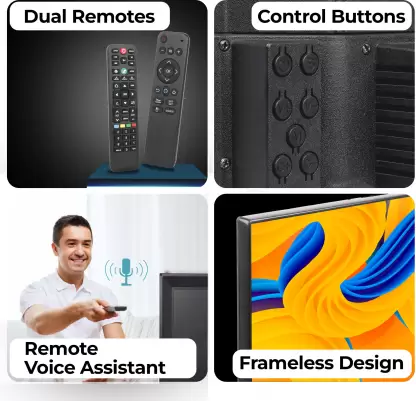 Dual Remotes
Control Buttons
Remote
Voice Assistant
Frameless Design